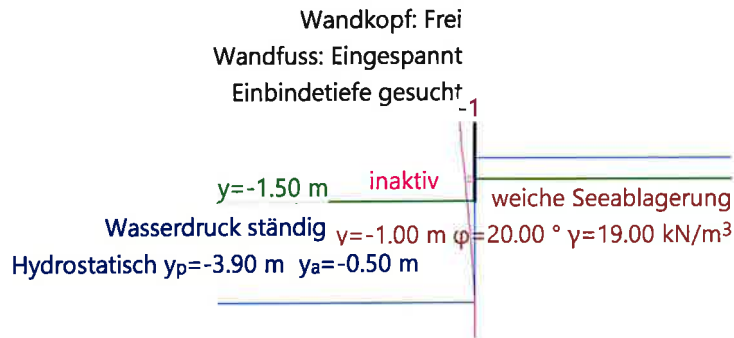 Wandkopf: Frei
Wandfuss: Eingespannt
Einbindetiefe gesucht
-1
y=-1.50 m inaktiv
weiche Seeablagerung
Wasserdruck ständig y=-1.00 m φ=20.00 ° γ=19.00 kN/m³
Hydrostatisch yp=-3.90 m ya=-0.50 m